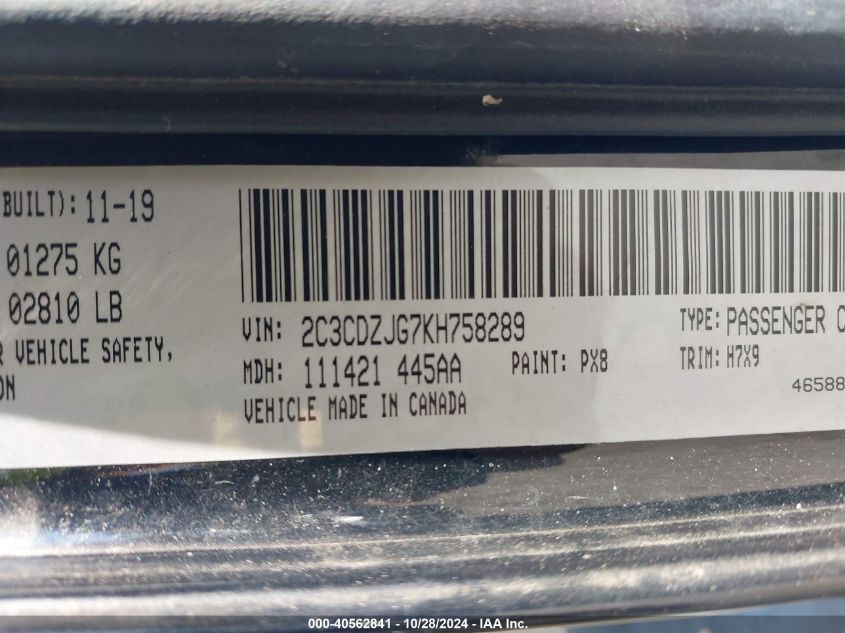 BUILT): 11-19
01275 KG
02810 LB
VEHICLE SAFETY,
VIN: 2C3CDZJG7KH758289
TYPE: PASSENGER
MDH: 111421 445AA
PAINT: PX8
TRIM: H7X9
VEHICLE MADE IN CANADA
46588
000-40562841 - 10/28/2024 - IAA Inc.